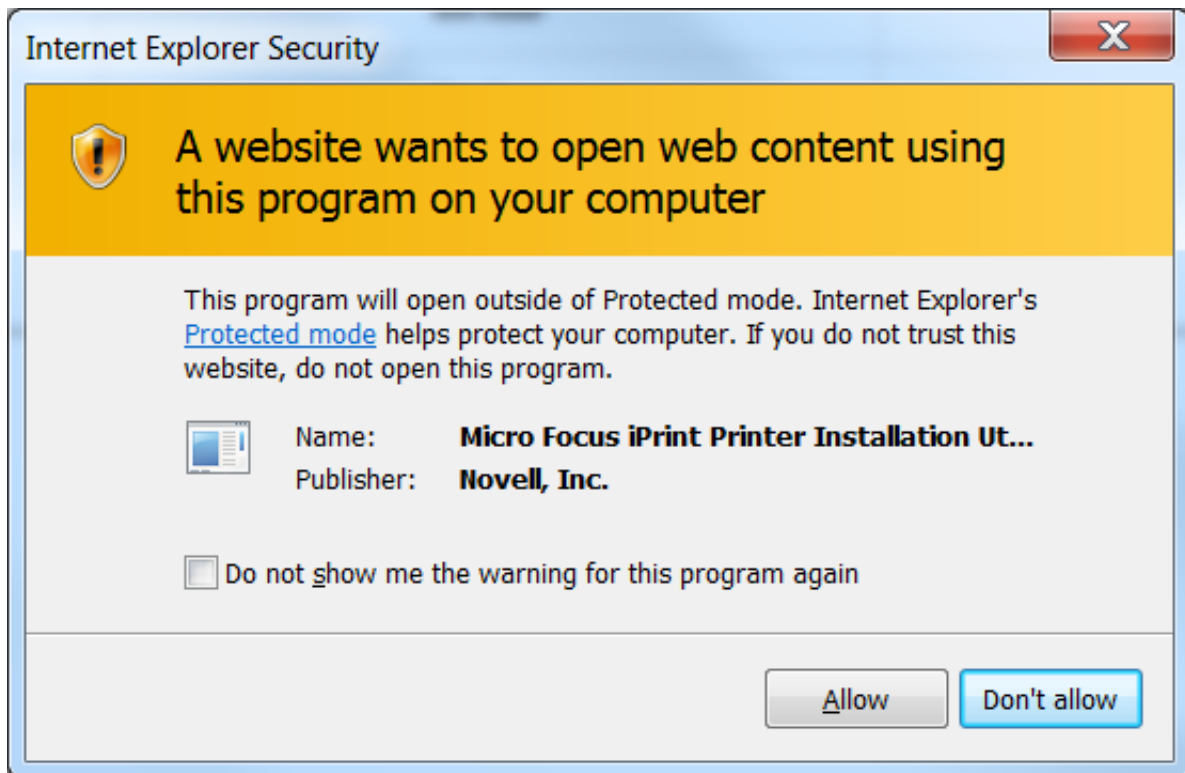 Internet Explorer Security
A website wants to open web content using
this program on your computer
This program will open outside of Protected mode. Internet Explorer's
Protected mode helps protect your computer. If you do not trust this
website, do not open this program.
Name: Micro Focus iPrint Printer Installation Ut...
Publisher: Novell, Inc.
Do not show me the warning for this program again
Allow Don't allow